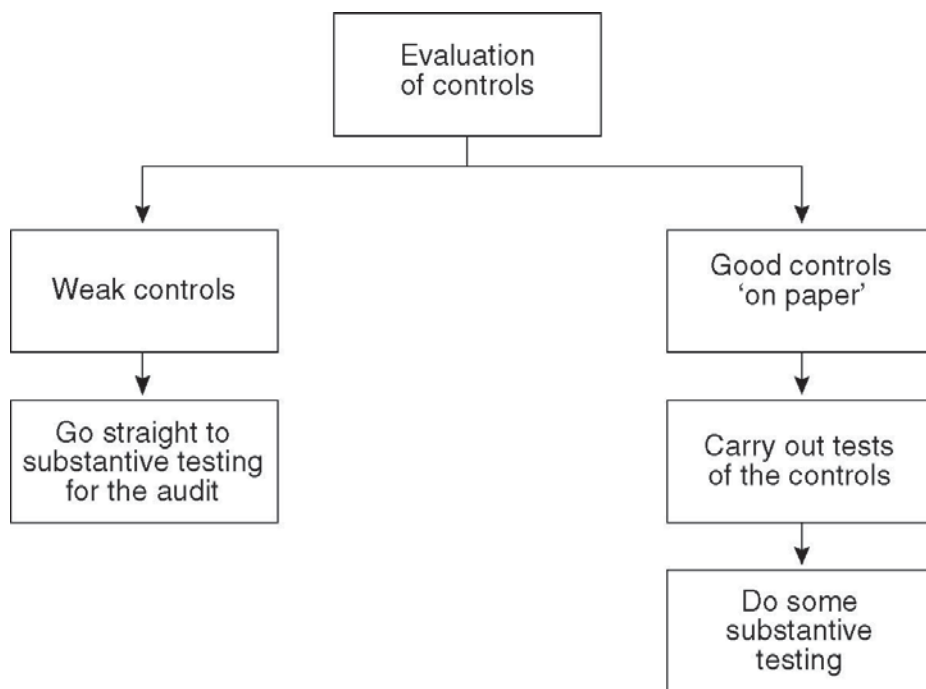 Evaluation
of controls
Weak controls
Good controls
‘on paper’
Go straight to
substantive testing
for the audit
Carry out tests
of the controls
Do some
substantive
testing